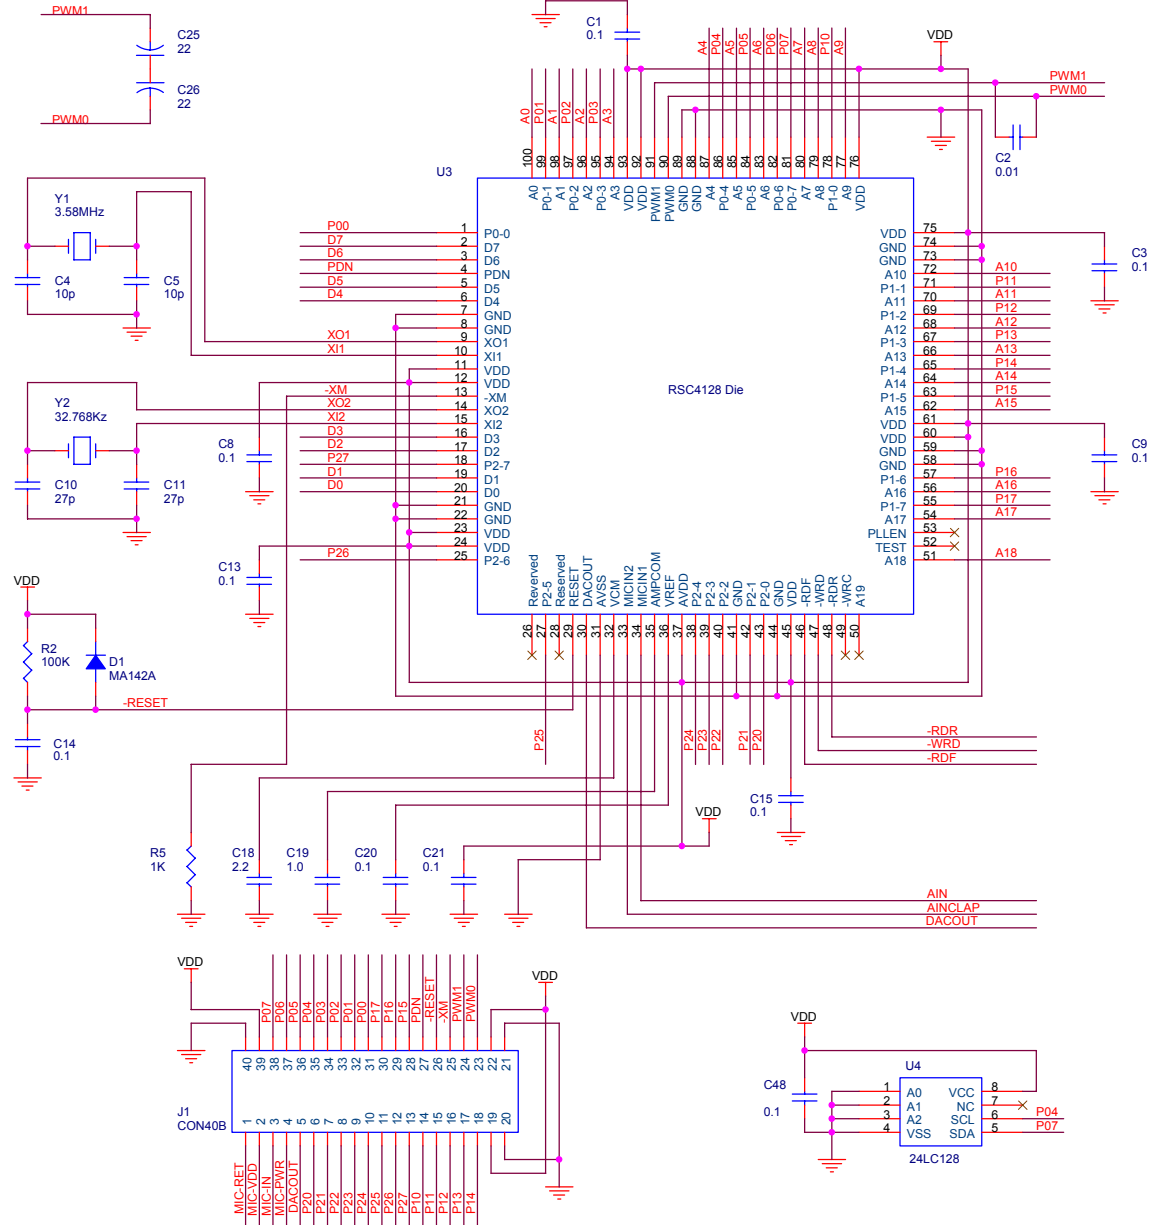 PWM1
C25
22
C26
22
PWM0
C1
0.1
VDD
PWM1
PWM0
C2
0.01
A4
P04
A5
P05
A6
P06
P07
A7
A8
P10
A9
A0
P01
A1
P02
A2
P03
A3
100 99 98 97 96 95 94 93 92 91 90 89 88 87 86 85 84 83 82 81 80 79 78 77 76
U3
A0 P0-1 A1 P0-2 A2 P0-3 A3 VDD VDD PWM1 PWM0 GND GND A4 P0-4 A5 P0-5 A6 P0-6 P0-7 A7 A8 P1-0 A9 VDD
Y1
3.58MHz
C4
10p
C5
10p
P00 1 P0-0
D7 2 D7
D6 3 D6
PDN 4 PDN
D5 5 D5
D4 6 D4
7 GND
8 GND
XO1 9 XO1
XI1 10 XI1
11 VDD
12 VDD
-XM 13 -XM
XO2 14 XO2
XI2 15 XI2
D3 16 D3
D2 17 D2
P27 18 P2-7
D1 19 D1
D0 20 D0
21 GND
22 GND
23 VDD
24 VDD
P26 25 P2-6
RSC4128 Die
VDD 75
GND 74
GND 73
A10 72 A10
P1-1 71 P11
A11 70 A11
P1-2 69 P12
A12 68 A12
P1-3 67 P13
A13 66 A13
P1-4 65 P14
A14 64 A14
P1-5 63 P15
A15 62 A15
VDD 61
VDD 60
GND 59
GND 58
P1-6 57 P16
A16 56 A16
P1-7 55 P17
A17 54 A17
PLLEN 53
TEST 52
A18 51 A18
C3
0.1
C9
0.1
Y2
32.768Kz
C10
27p
C11
27p
C8
0.1
C13
0.1
Reverved P2-5 Reserved RESET DACOUT AVSS VCM MICIN2 MICIN1 AMPCOM VREF AVDD P2-4 P2-3 P2-2 GND P2-1 P2-0 GND VDD -RDF -WRD -RDR -WRC A19
26 27 28 29 30 31 32 33 34 35 36 37 38 39 40 41 42 43 44 45 46 47 48 49 50
VDD
R2
100K
D1
MA142A
-RESET
C14
0.1
P25
P24
P23
P22
P21
P20
-RDR
-WRD
-RDF
C15
0.1
VDD
R5
1K
C18
2.2
C19
1.0
C20
0.1
C21
0.1
AIN
AINCLAP
DACOUT
VDD
P07 P06 P05 P04 P03 P02 P01 P00 P17 P16 P15 PDN -RESET -XM PWM1 PWM0
VDD
40 39 38 37 36 35 34 33 32 31 30 29 28 27 26 25 24 23 22 21
J1
CON40B
1 2 3 4 5 6 7 8 9 10 11 12 13 14 15 16 17 18 19 20
MIC-RET MIC-VDD MIC-IN MIC-PWR DACOUT P20 P21 P22 P23 P24 P25 P26 P27 P10 P11 P12 P13 P14
VDD
C48
0.1
U4
1 A0 VCC 8
2 A1 NC 7
3 A2 SCL 6 P04
4 VSS SDA 5 P07
24LC128